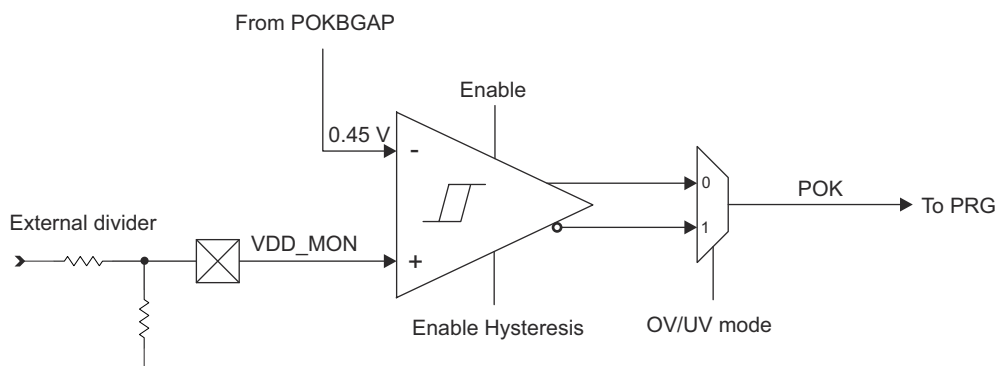 From POKBGAP
Enable
0.45 V
-
0
POK
To PRG
External divider
VDD_MON
1
+
Enable Hysteresis
OV/UV mode